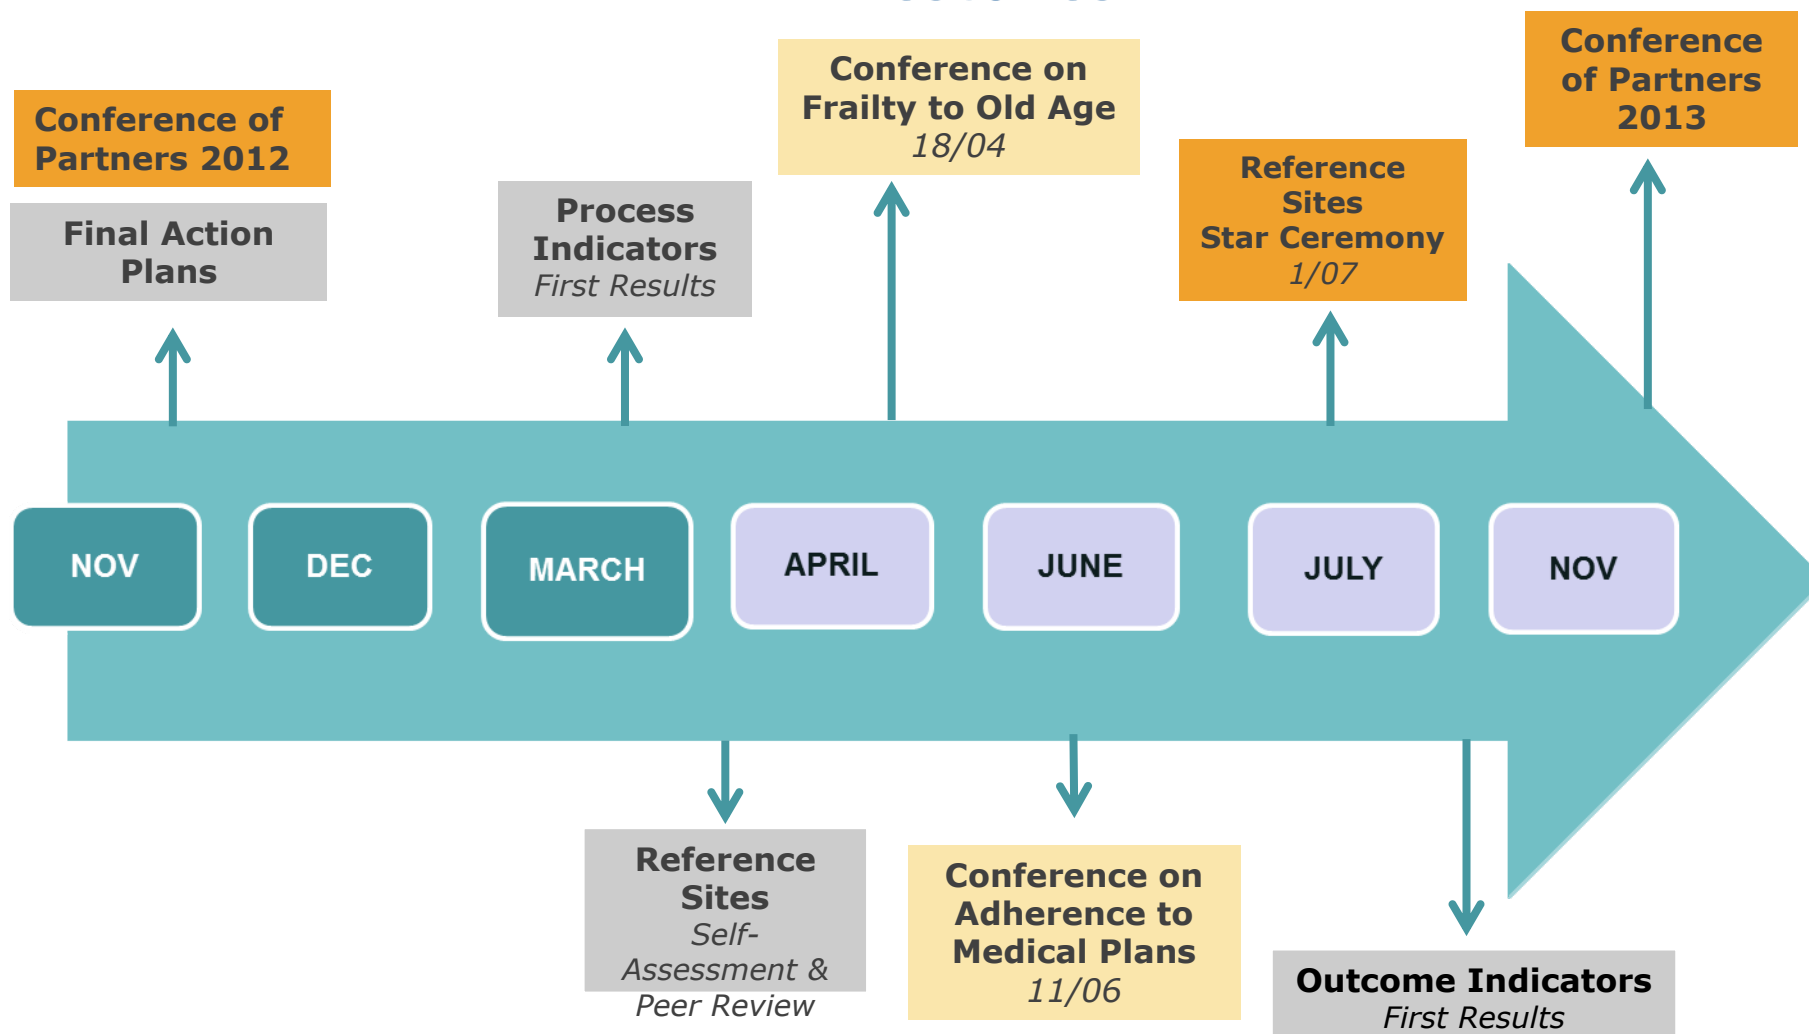 Conference of
Partners 2012
Final Action
Plans
Process
Indicators
First Results
Conference on
Frailty to Old Age
18/04
Reference
Sites
Star Ceremony
1/07
Conference
of Partners
2013
NOV
DEC
MARCH
APRIL
JUNE
JULY
NOV
Reference
Sites
Self-
Assessment &
Peer Review
Conference on
Adherence to
Medical Plans
11/06
Outcome Indicators
First Results